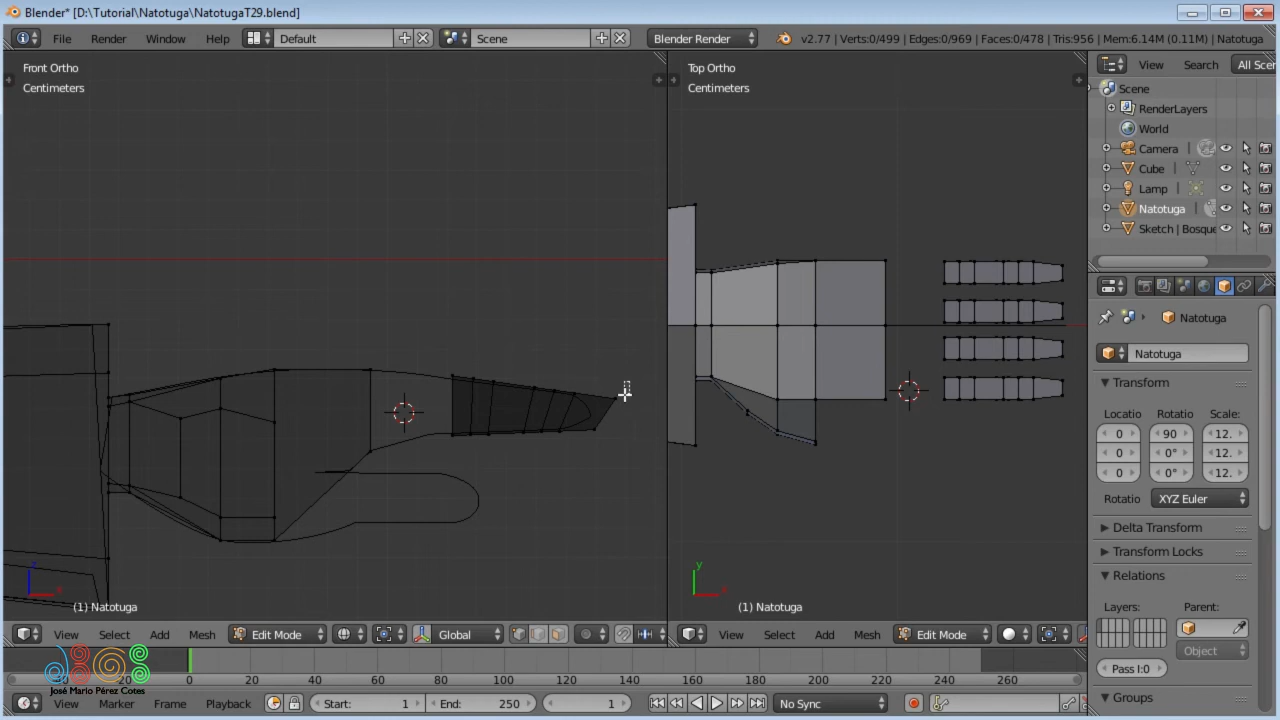 Blender* [D:\Tutorial\Natotuga\NatotugaT29.blend]
File Render Window Help Default Scene Blender Render v2.77 | Verts:0/499 | Edges:0/969 | Faces:0/478 | Tris:956 | Mem:6.14M (0.11M) | Natotuga
Front Ortho
Centimeters
(1) Natotuga
Top Ortho
Centimeters
y
(1) Natotuga
View Search All Scer
Scene
RenderLayers
World
Camera
Cube
Lamp
Natotuga
Sketch | Bosque
Natotuga
Natotuga
Transform
Locatio Rotatio Scale:
0 90 12.
0 0° 12.
0 0° 12.
Rotatio XYZ Euler
Delta Transform
Transform Locks
Relations
Layers: Parent:
Object
Pass I:0
Groups
View Select Add Mesh Edit Mode Global
View Select Add Mesh Edit Mode
0 20 40 60 80 100 120 140 160 180 200 220 240 260
José Mario Pérez Cotes
View Marker Frame Playback Start: 1 End: 250 1 No Sync